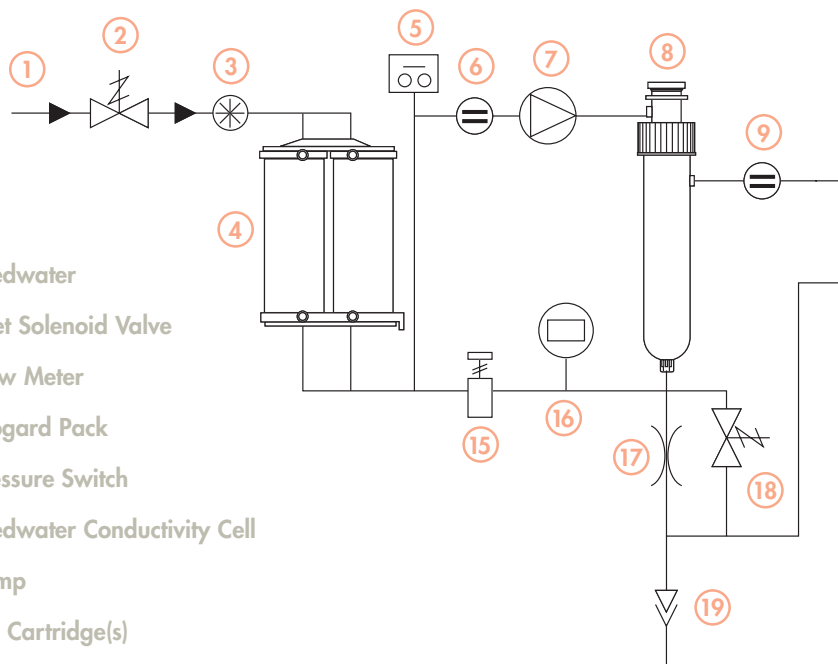 1
2
3
4
5
6
7
8
9
edwater
et Solenoid Valve
w Meter
ogard Pack
ssure Switch
edwater Conductivity Cell
mp
Cartridge(s)
15
16
17
18
19